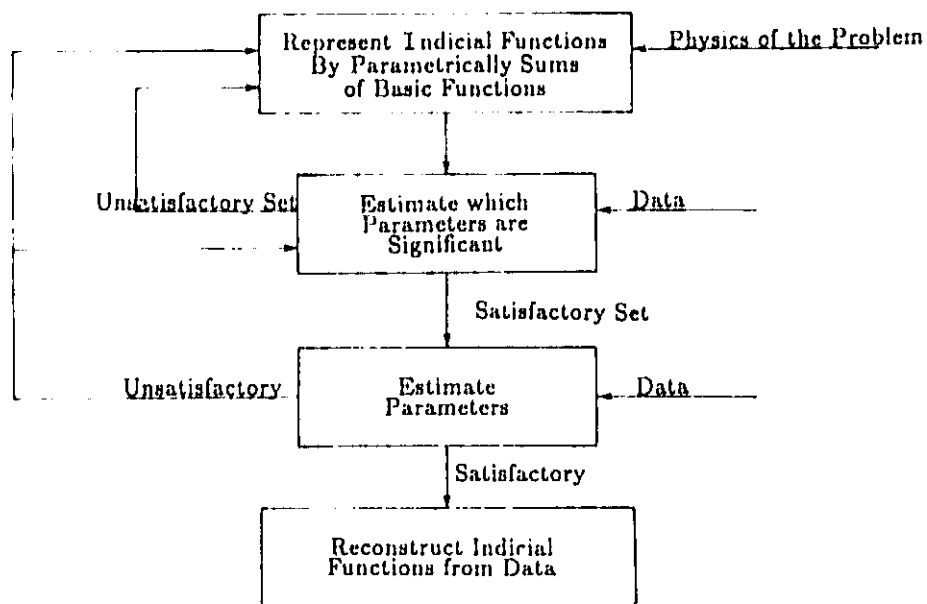 Represent Indicial Functions
By Parametrically Sums
of Basic Functions
Physics of the Problem
Unsatisfactory Set
Estimate which
Parameters are
Significant
Data
Satisfactory Set
Unsatisfactory
Estimate
Parameters
Data
Satisfactory
Reconstruct Indicial
Functions from Data